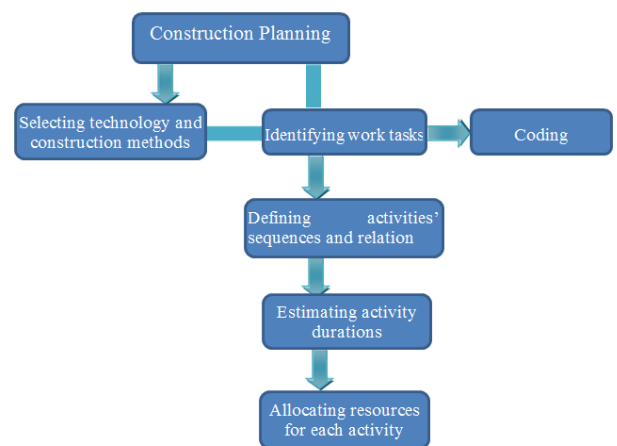 Construction Planning
Selecting technology and
construction methods
Identifying work tasks
Coding
Defining activities'
sequences and relation
Estimating activity
durations
Allocating resources
for each activity